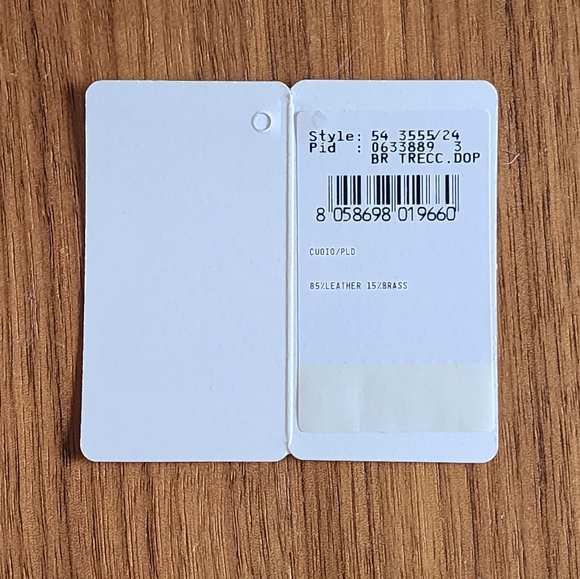 Style: 54 3555/24
Pid : 0633889 3
BR TRECC.DOP
8 058698 019660
CUOIO/PLD
85%LEATHER 15%BRASS